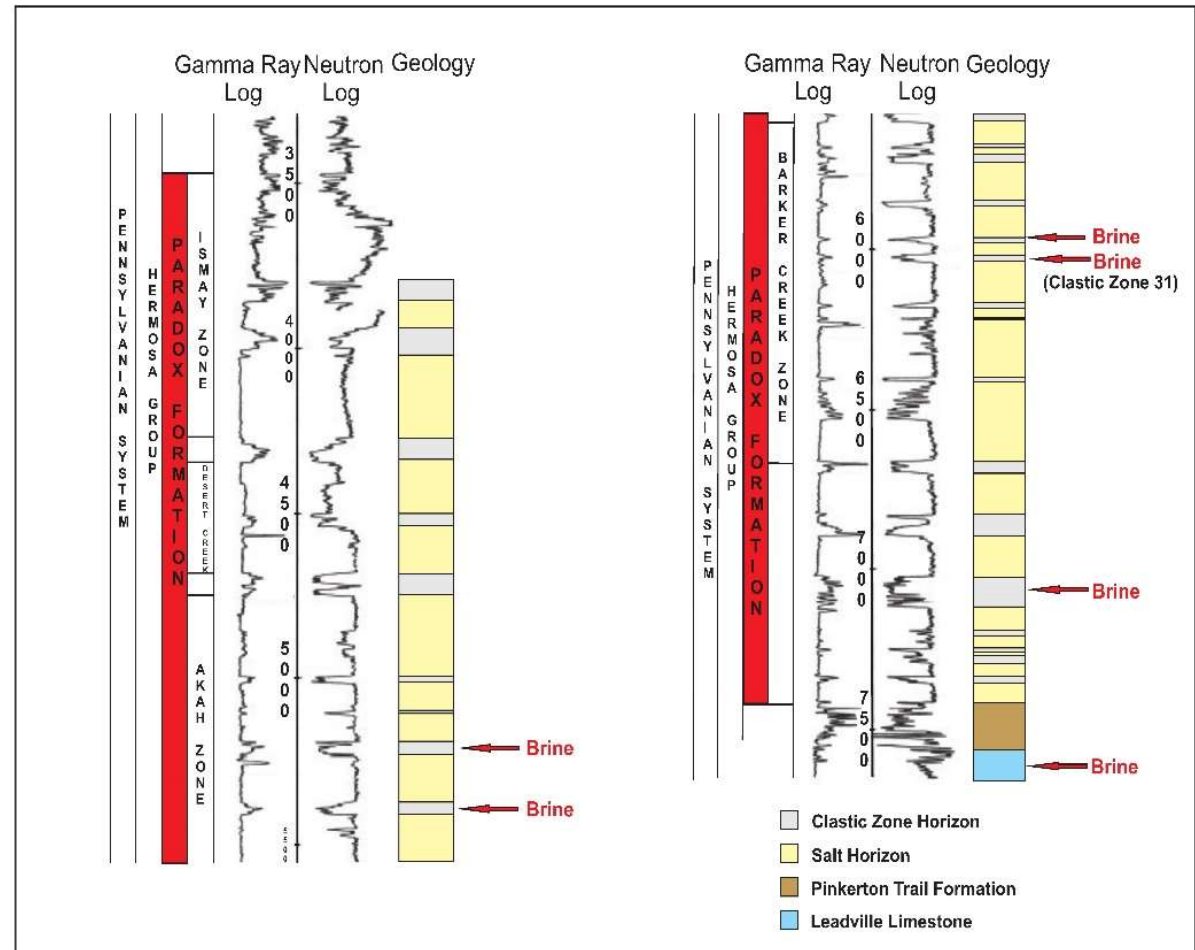 Gamma Ray Neutron Geology
Log Log
PENNSYLVANIAN SYSTEM
HERMOSA GROUP
PARADOX FORMATION
ISMAY ZONE
DESERT CREEK
AKAH ZONE
3500
4000
4500
5000
5500
Brine
Brine
Gamma Ray Neutron Geology
Log Log
PENNSYLVANIAN SYSTEM
HERMOSA GROUP
PARADOX FORMATION
BARKER CREEK ZONE
6000
6500
7000
7500
Brine
Brine
(Clastic Zone 31)
Brine
Brine
Clastic Zone Horizon
Salt Horizon
Pinkerton Trail Formation
Leadville Limestone